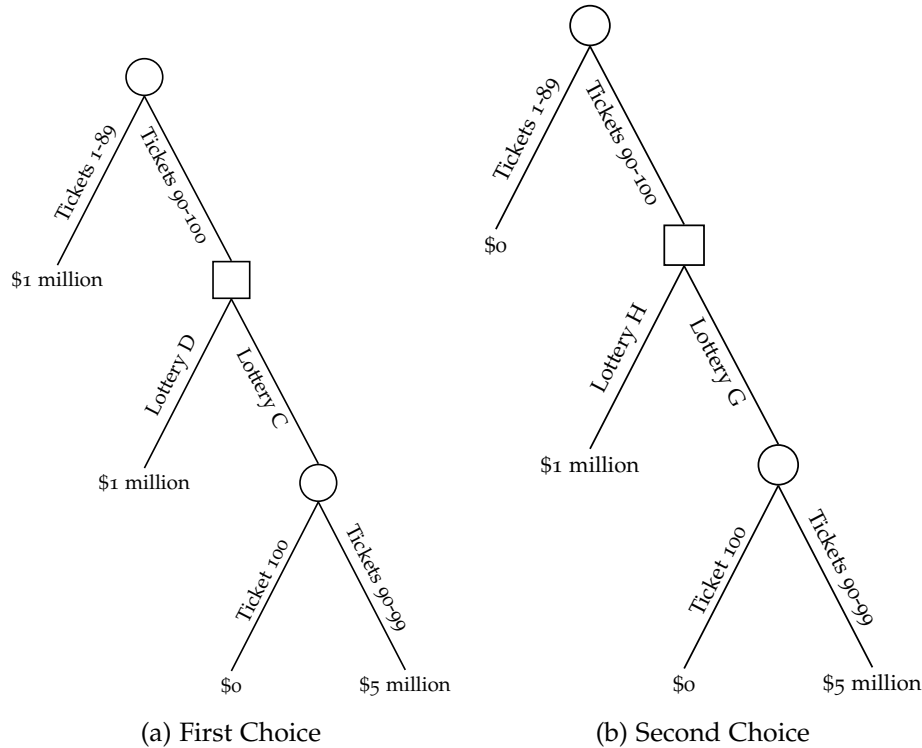 Tickets 1-89
Tickets 90-100
$1 million
Lottery D
Lottery C
$1 million
Ticket 100
Tickets 90-99
$0
$5 million
(a) First Choice
Tickets 1-89
Tickets 90-100
$0
Lottery H
Lottery G
$1 million
Ticket 100
Tickets 90-99
$0
$5 million
(b) Second Choice